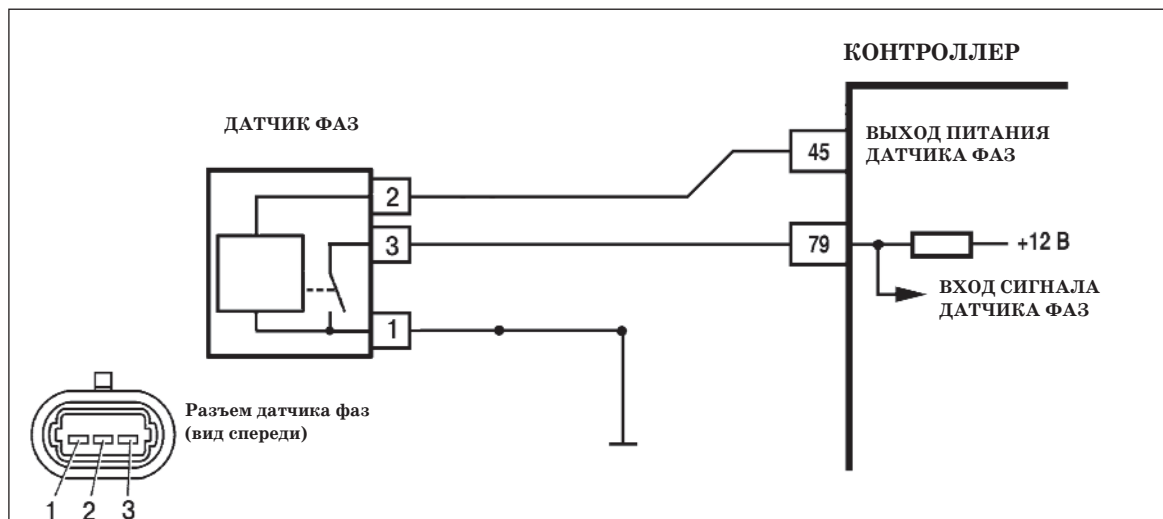 КОНТРОЛЛЕР
ДАТЧИК ФАЗ
45
ВЫХОД ПИТАНИЯ
ДАТЧИКА ФАЗ
2
3
79
+12 В
ВХОД СИГНАЛА
ДАТЧИКА ФАЗ
1
Разъем датчика фаз
(вид спереди)
1 2 3